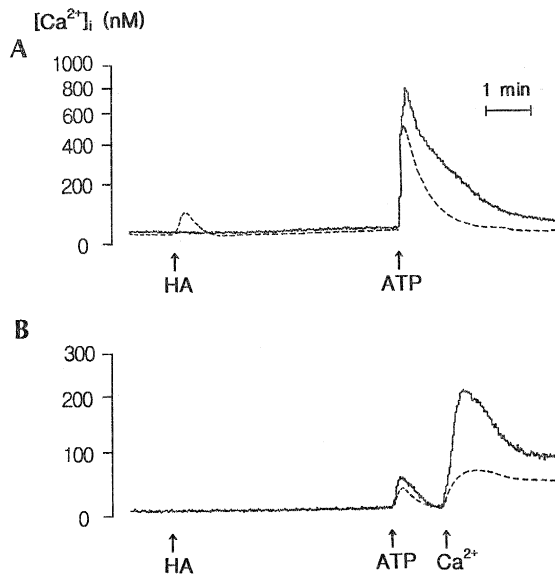 [Ca²⁺]ᵢ (nM)
A
1000
800
600
400
200
0
1 min
HA
ATP
B
300
200
100
0
HA
ATP
Ca²⁺